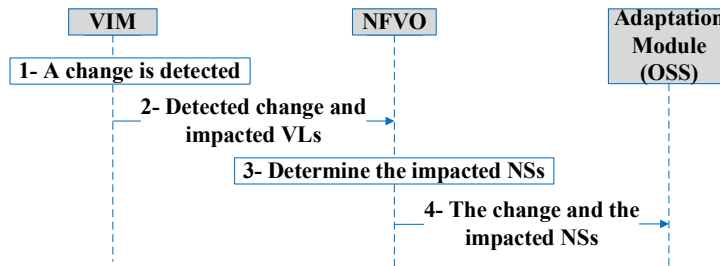 VIM
NFVO
Adaptation
Module
(OSS)
1- A change is detected
2- Detected change and
impacted VLs
3- Determine the impacted NSs
4- The change and the
impacted NSs